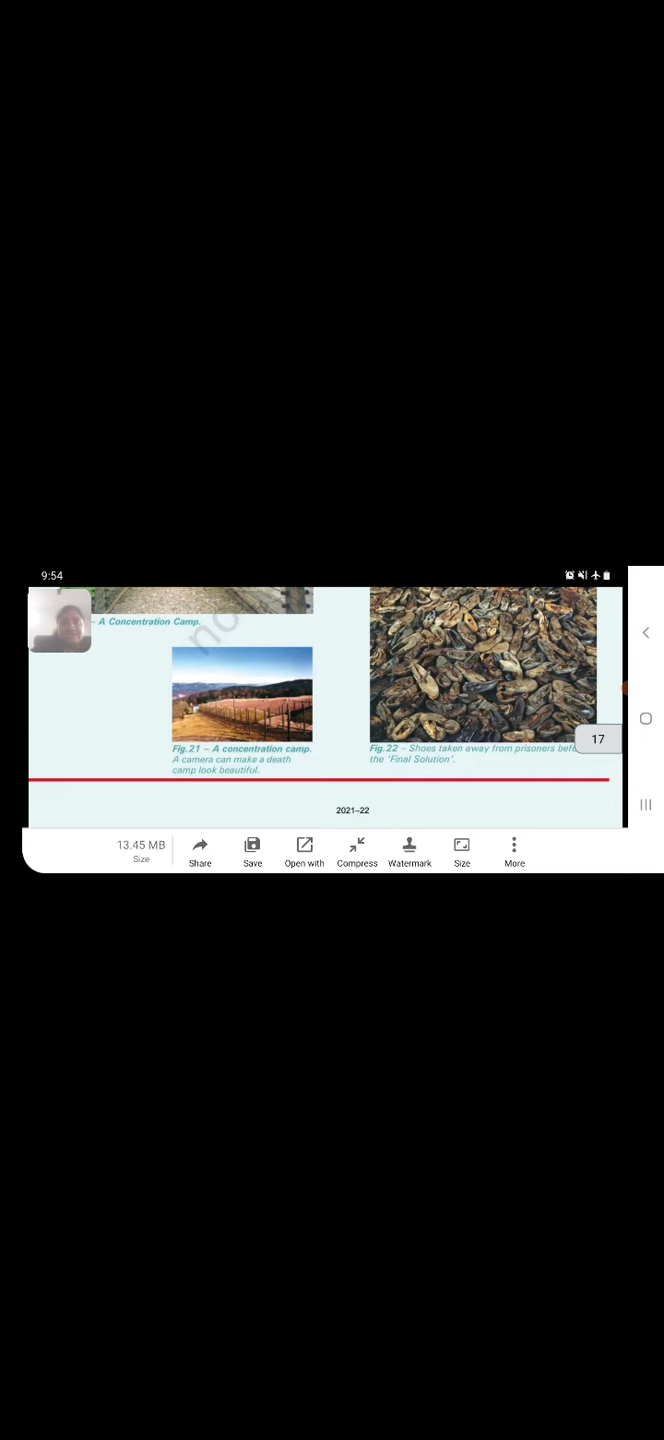 9:54
– A Concentration Camp.
Fig.21 – A concentration camp.
A camera can make a death
camp look beautiful.
Fig.22 – Shoes taken away from prisoners
the 'Final Solution'.
17
2021–22
13.45 MB
Size
Share
Save
Open with
Compress
Watermark
Size
More